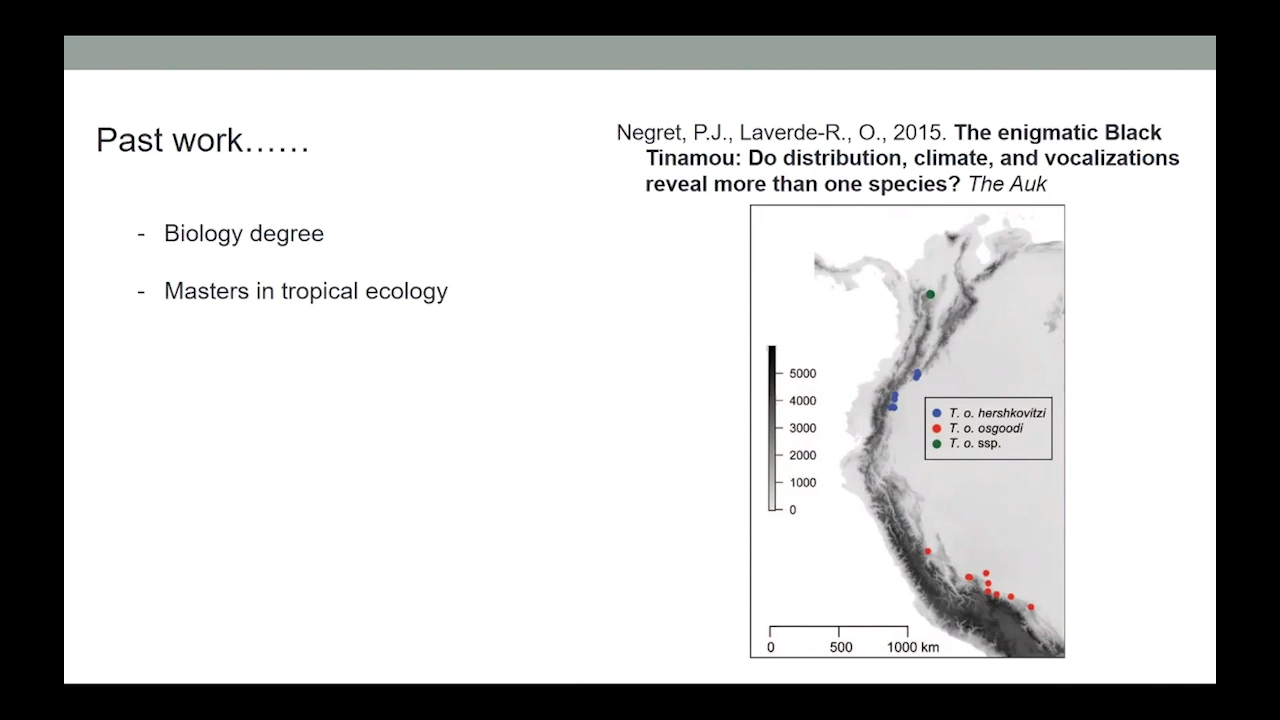 Past work……
- Biology degree
- Masters in tropical ecology
Negret, P.J., Laverde-R., O., 2015. The enigmatic Black
Tinamou: Do distribution, climate, and vocalizations
reveal more than one species? The Auk
5000
4000
3000
2000
1000
0
T. o. hershkovitzi
T. o. osgoodi
T. o. ssp.
0 500 1000 km